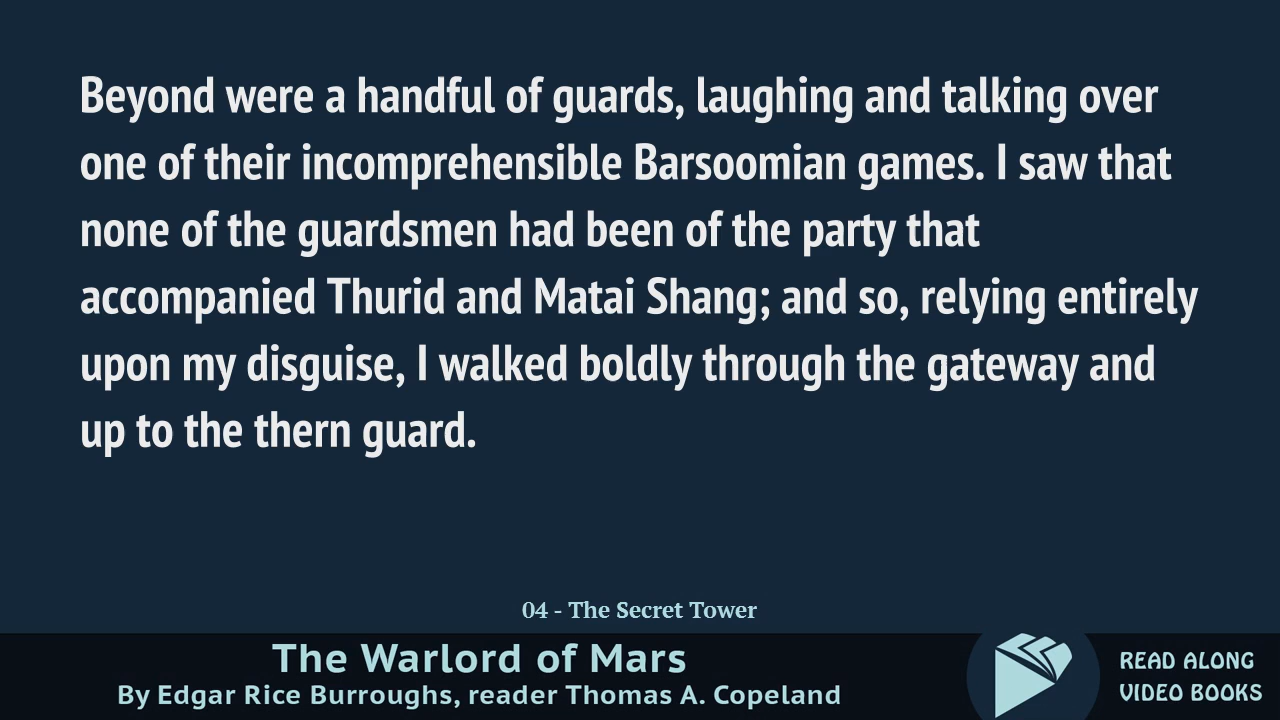 Beyond were a handful of guards, laughing and talking over
one of their incomprehensible Barsoomian games. I saw that
none of the guardsmen had been of the party that
accompanied Thurid and Matai Shang; and so, relying entirely
upon my disguise, I walked boldly through the gateway and
up to the thern guard.
04 - The Secret Tower
The Warlord of Mars
By Edgar Rice Burroughs, reader Thomas A. Copeland
READ ALONG
VIDEO BOOKS